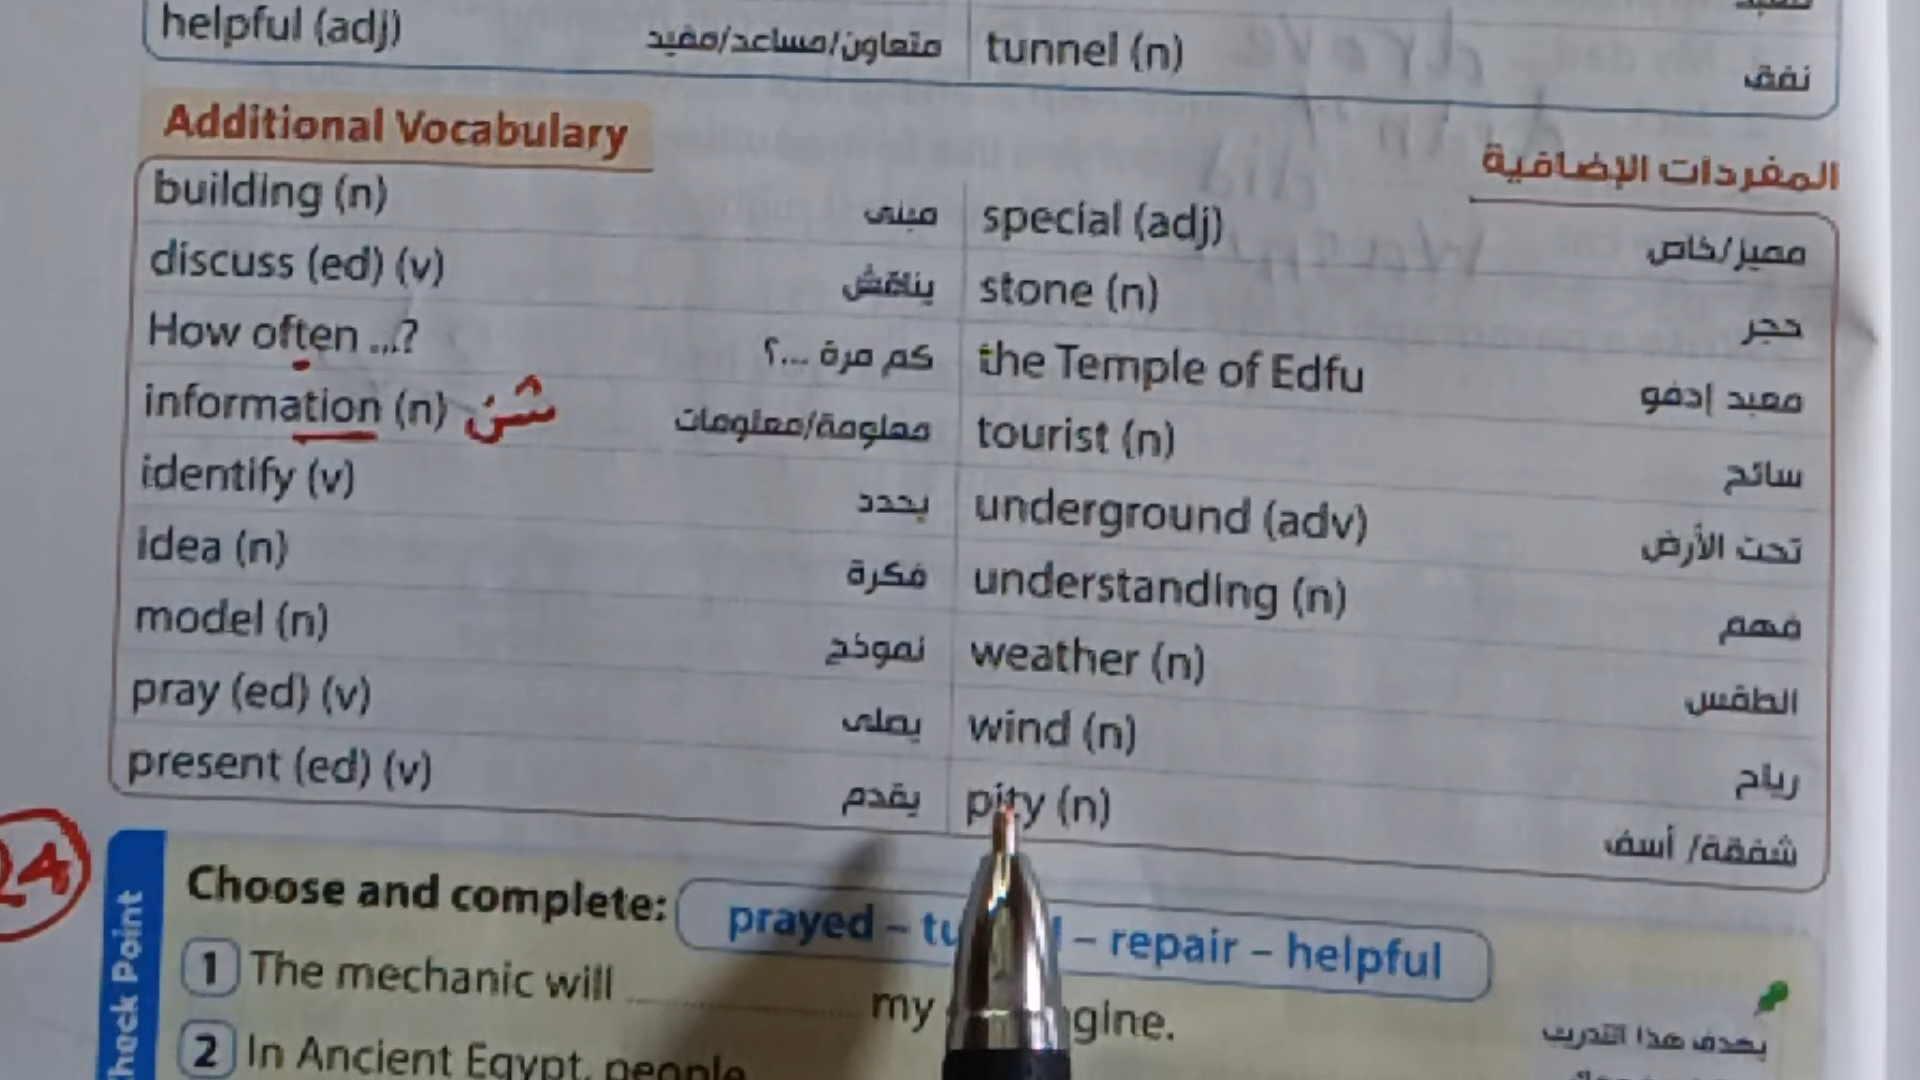 helpful (adj) متعاون/مساعد/مفيد tunnel (n) نفق
Additional Vocabulary المفردات الإضافية
building (n) مبنى special (adj) مميز/خاص
discuss (ed) (v) يناقش stone (n) حجر
How often ...? كم مرة ...؟ the Temple of Edfu معبد إدفو
information (n) شن معلومة/معلومات tourist (n) سائح
identify (v) يحدد underground (adv) تحت الأرض
idea (n) فكرة understanding (n) فهم
model (n) نموذج weather (n) الطقس
pray (ed) (v) يصلى wind (n) رياح
present (ed) (v) يقدم pity (n) شفقة/ أسف
24
Choose and complete: prayed – – repair – helpful
1 The mechanic will my
2 In Ancient Egypt, people
يهدف هذا التدريب
Point